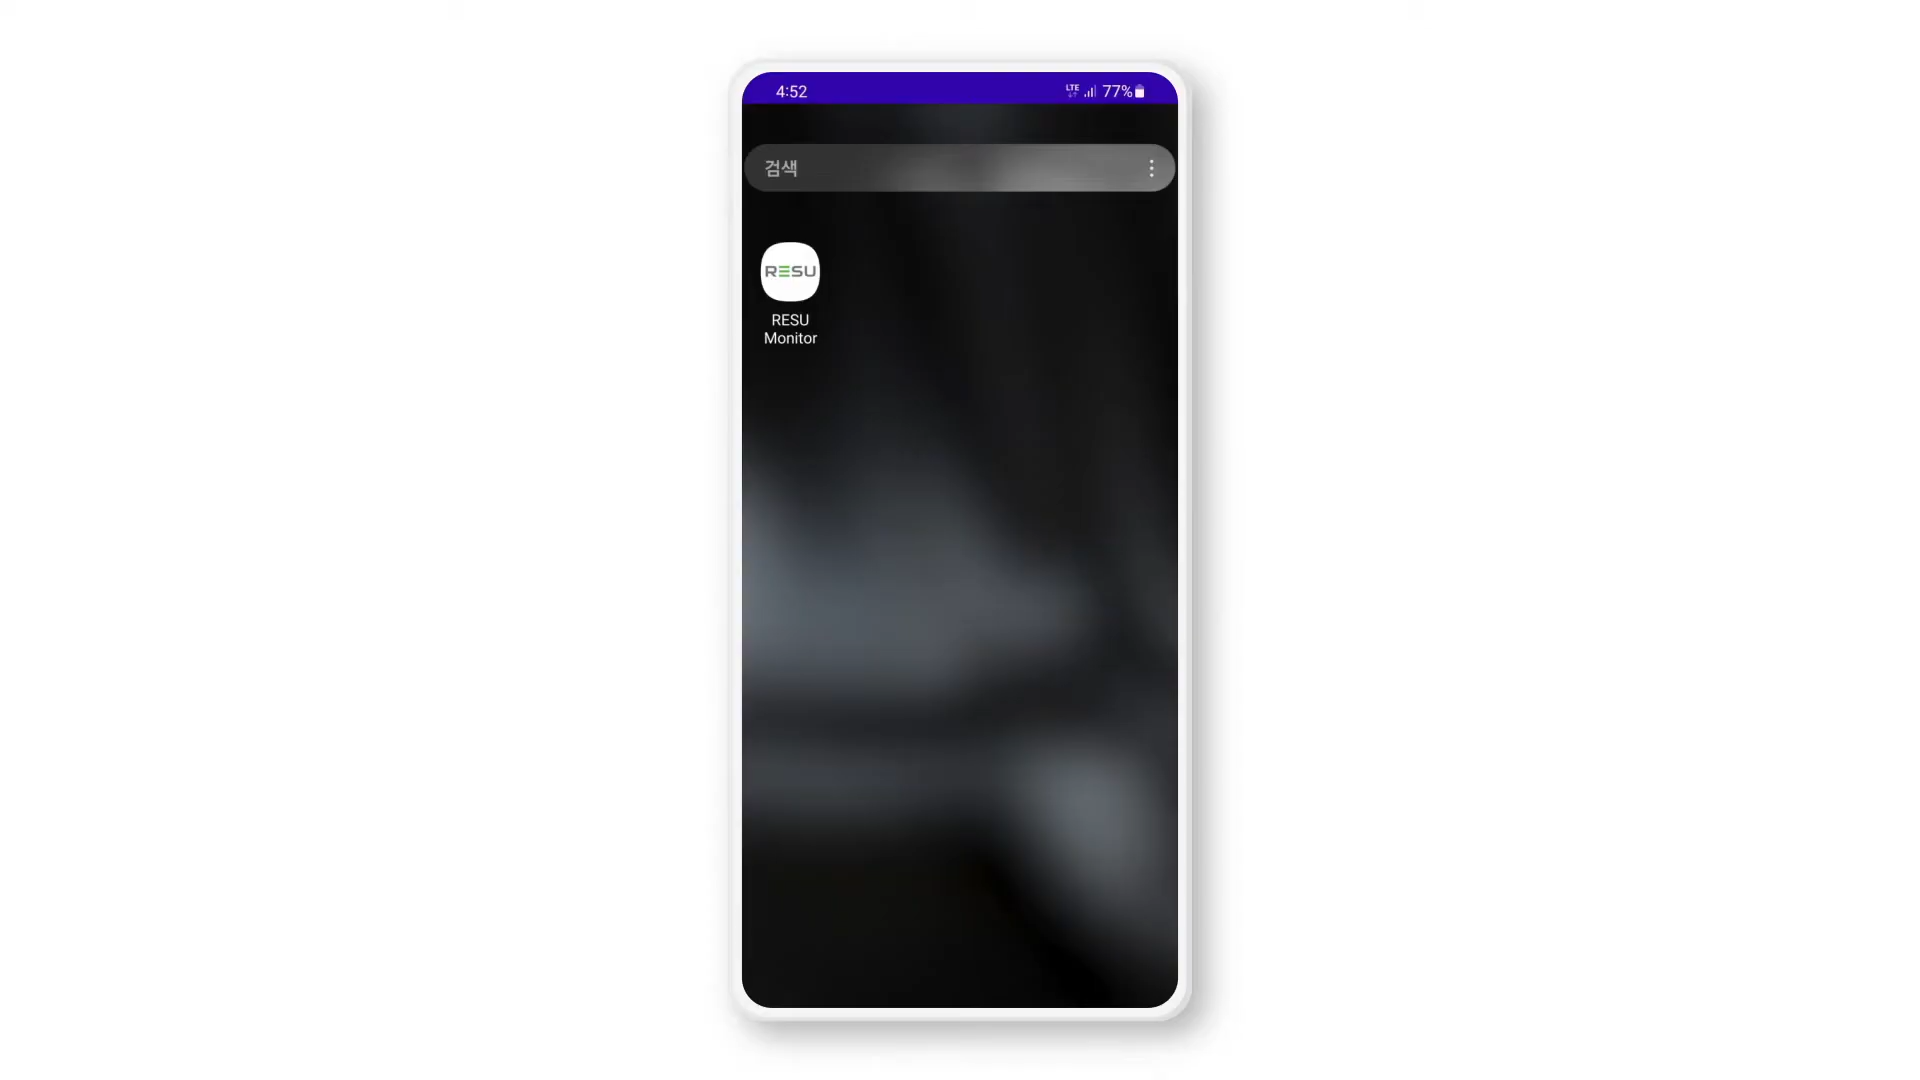 4:52
LTE 77%
검색
RESU
RESU
Monitor